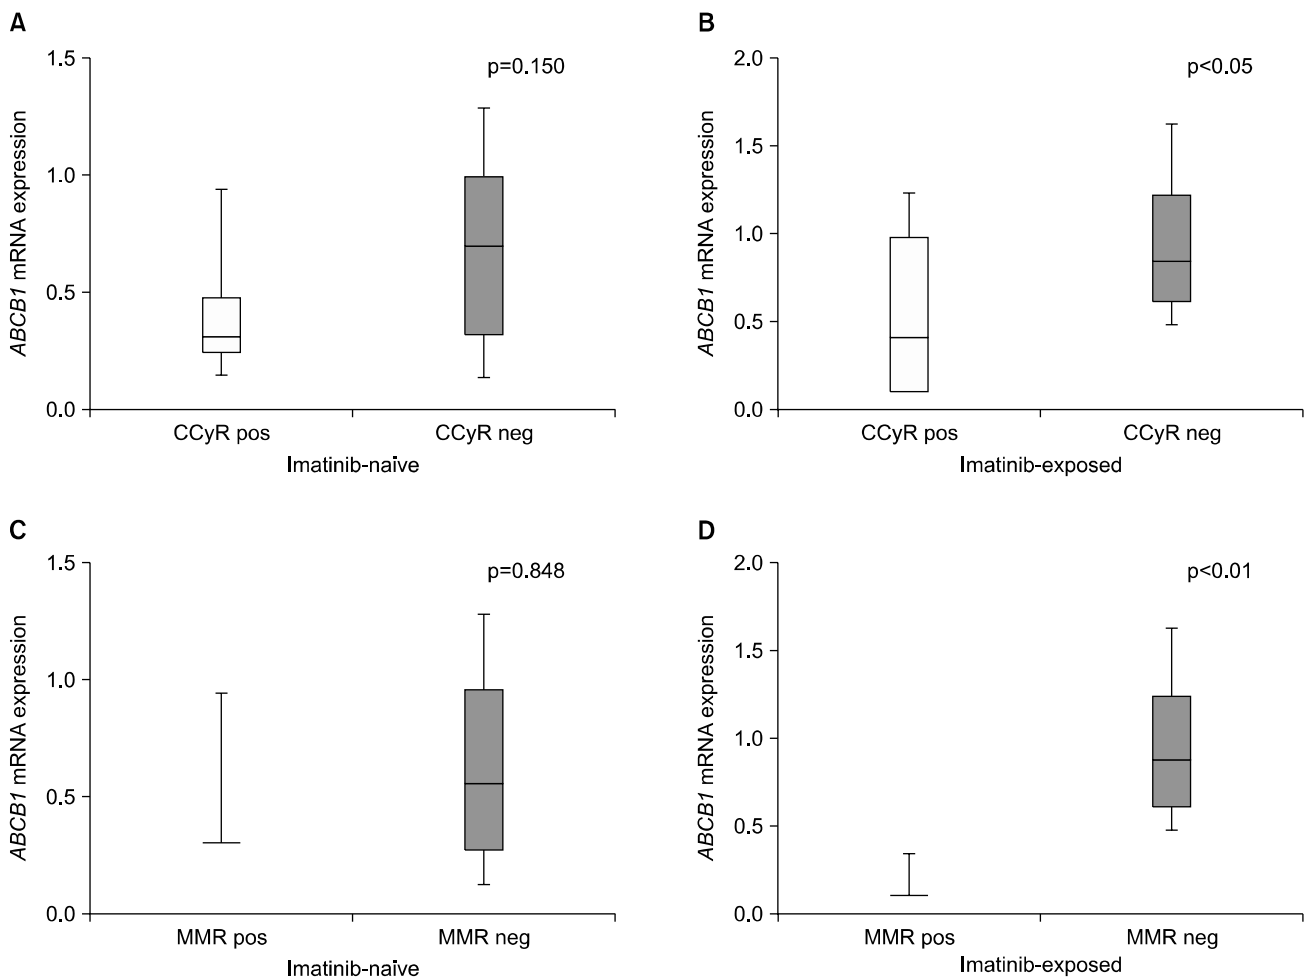 A
1.5
p=0.150
1.0
0.5
0.0
ABCB1 mRNA expression
CCyR pos
CCyR neg
Imatinib-naïve
B
2.0
p<0.05
1.5
1.0
0.5
0.0
ABCB1 mRNA expression
CCyR pos
CCyR neg
Imatinib-exposed
C
1.5
p=0.848
1.0
0.5
0.0
ABCB1 mRNA expression
MMR pos
MMR neg
Imatinib-naïve
D
2.0
p<0.01
1.5
1.0
0.5
0.0
ABCB1 mRNA expression
MMR pos
MMR neg
Imatinib-exposed